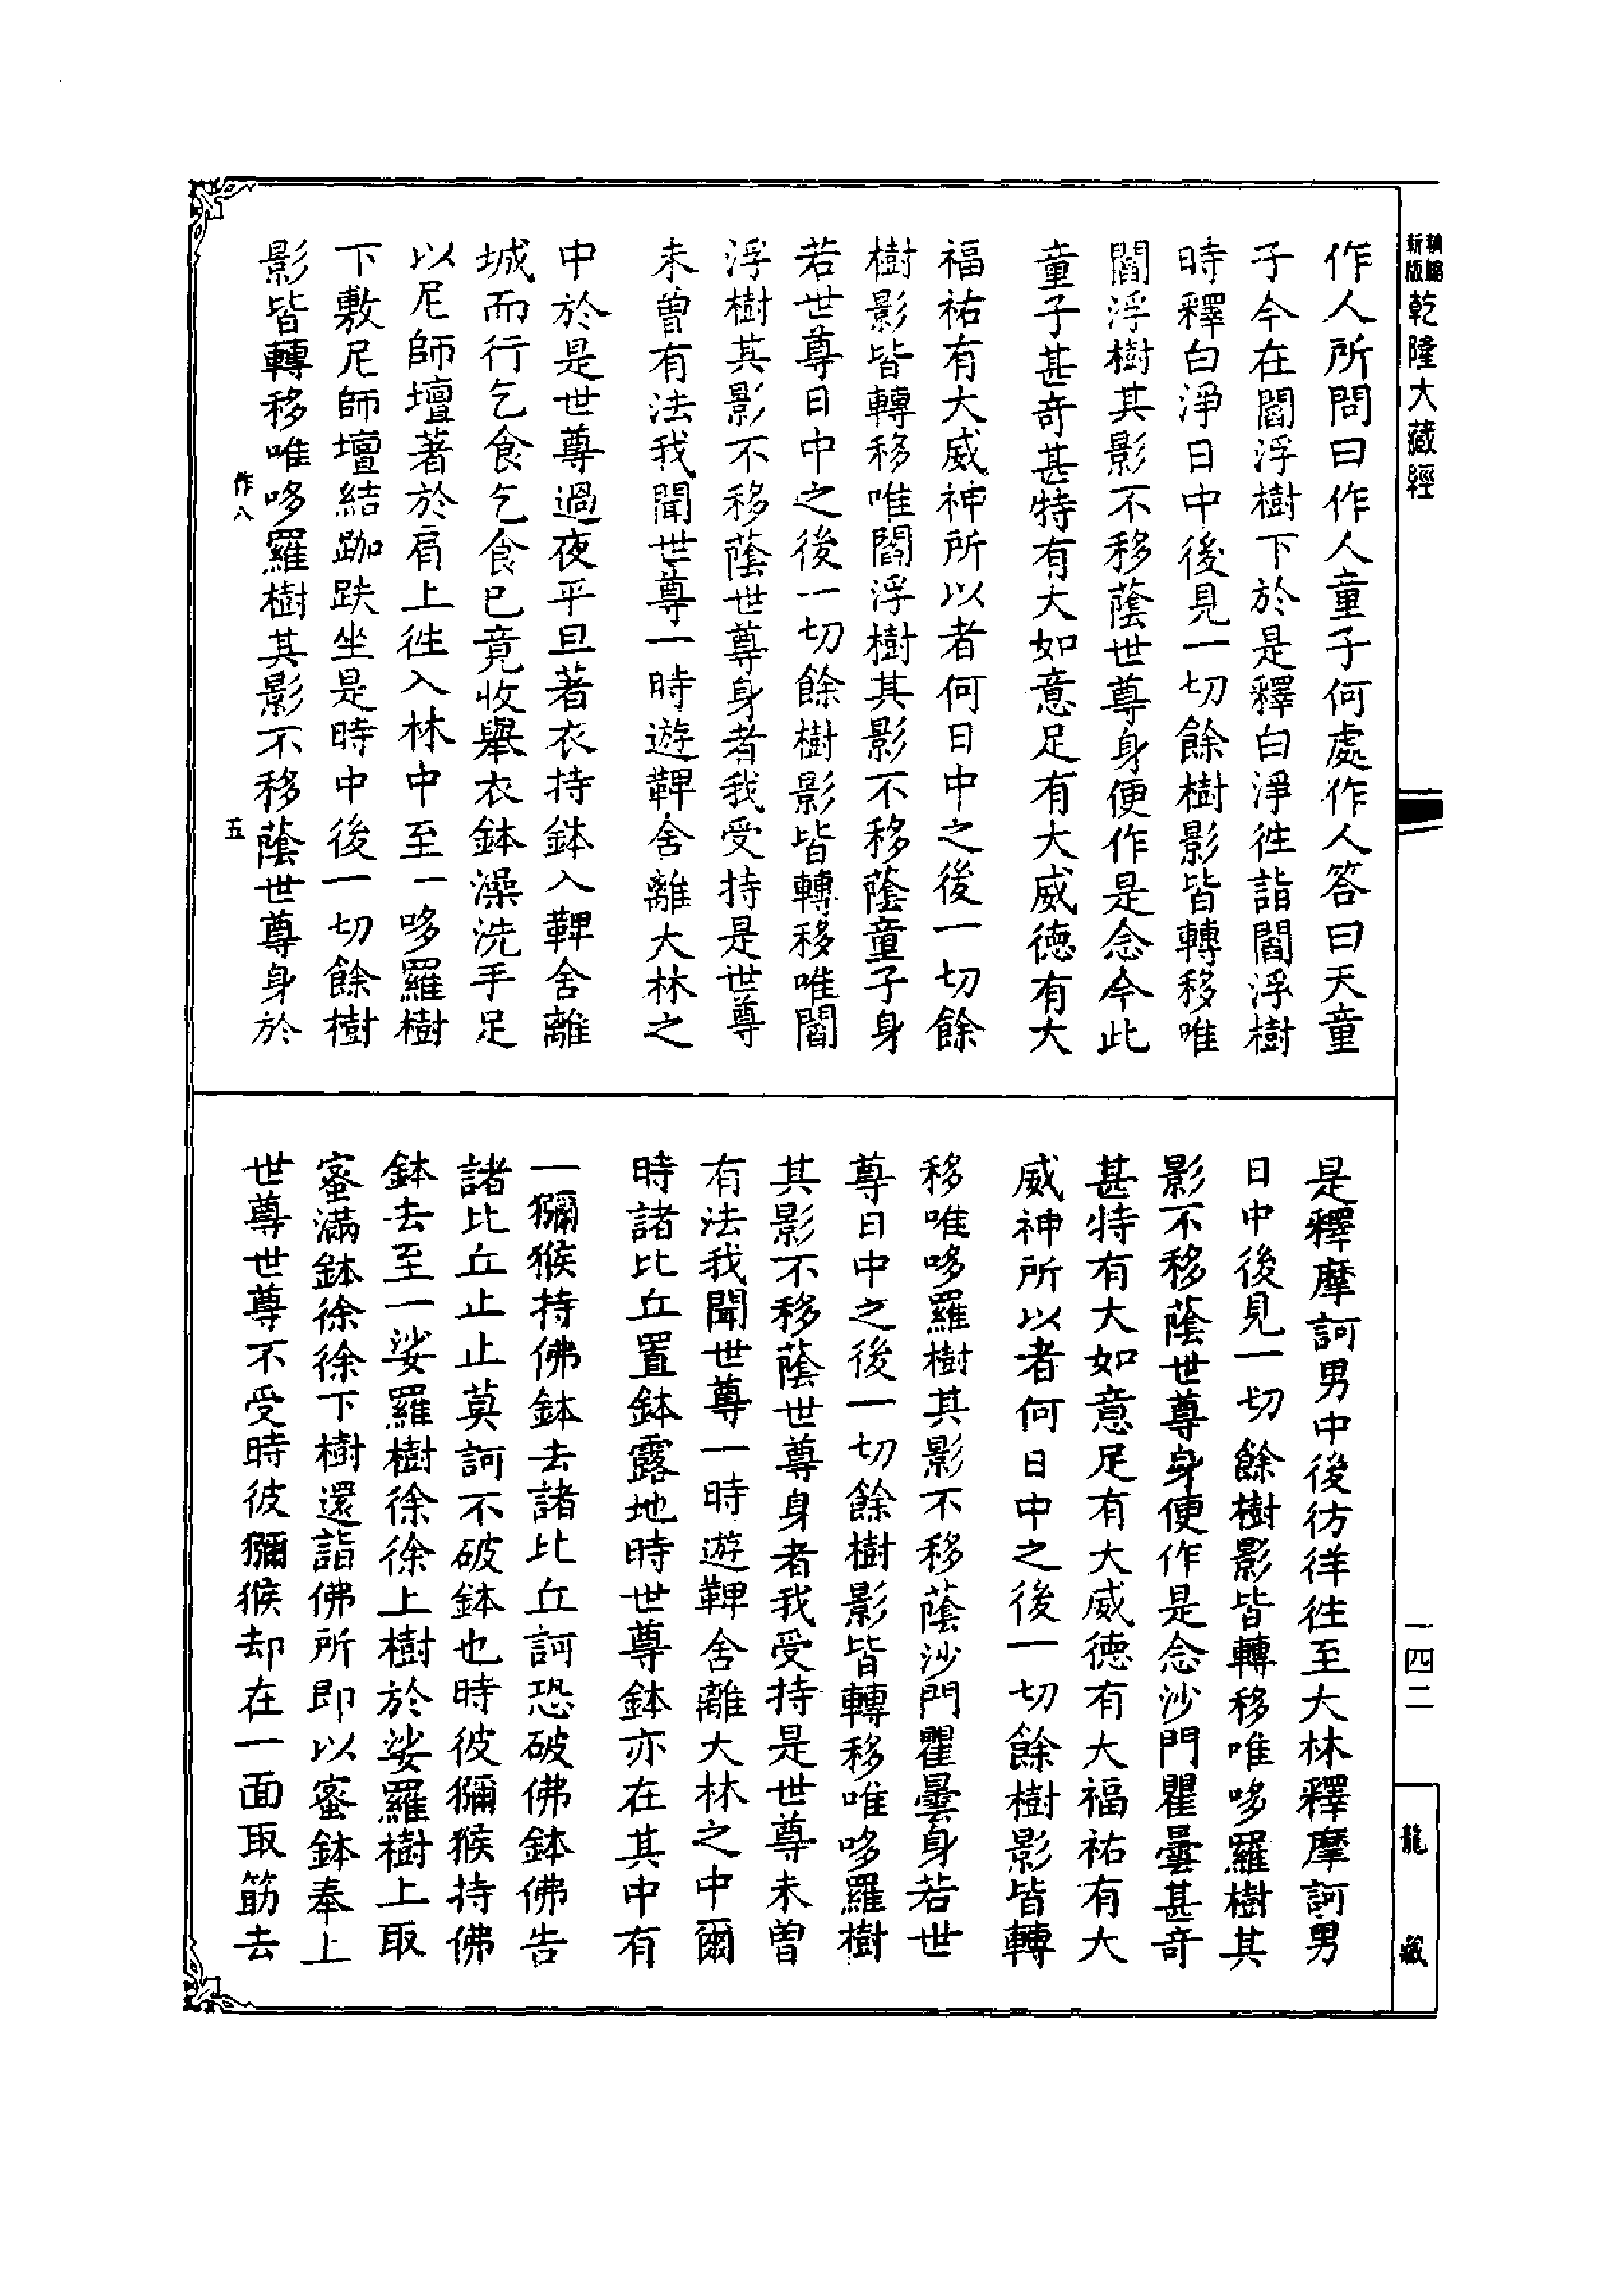 精縮新版乾隆大藏經
作人所問曰作人童子何處作人答曰天童
子今在閻浮樹下於是釋白淨徃詣閻浮樹
時釋白淨日中後見一切餘樹影皆轉移唯
閻浮樹其影不移蔭世尊身便作是念今此
童子甚奇甚特有大如意足有大威德有大
福祐有大威神所以者何日中之後一切餘
樹影皆轉移唯閻浮樹其影不移蔭童子身
若世尊日中之後一切餘樹影皆轉移唯閻
浮樹其影不移蔭世尊身者我受持是世尊
未曾有法我聞世尊一時遊鞞舍離大林之
中於是世尊過夜平旦著衣持鉢入鞞舍離
城而行乞食乞食已竟收舉衣鉢澡洗手足
以尼師壇著於肩上徃入林中至一哆羅樹
下敷尼師壇結跏趺坐是時中後一切餘樹
影皆轉移唯哆羅樹其影不移蔭世尊身於
作八 五
是釋摩訶男中後彷徉徃至大林釋摩訶男
日中後見一切餘樹影皆轉移唯哆羅樹其
影不移蔭世尊身便作是念沙門瞿曇甚奇
甚特有大如意足有大威德有大福祐有大
威神所以者何日中之後一切餘樹影皆轉
移唯哆羅樹其影不移蔭沙門瞿曇身若世
尊日中之後一切餘樹影皆轉移唯哆羅樹
其影不移蔭世尊身者我受持是世尊未曾
有法我聞世尊一時遊鞞舍離大林之中爾
時諸比丘置鉢露地時世尊鉢亦在其中有
一獼猴持佛鉢去諸比丘訶恐破佛鉢佛告
諸比丘止止莫訶不破鉢也時彼獼猴持佛
鉢去至一娑羅樹徐徐上樹於娑羅樹上取
蜜滿鉢徐徐下樹還詣佛所即以蜜鉢奉上
世尊世尊不受時彼獼猴却在一面取筯去
一四二
龍藏